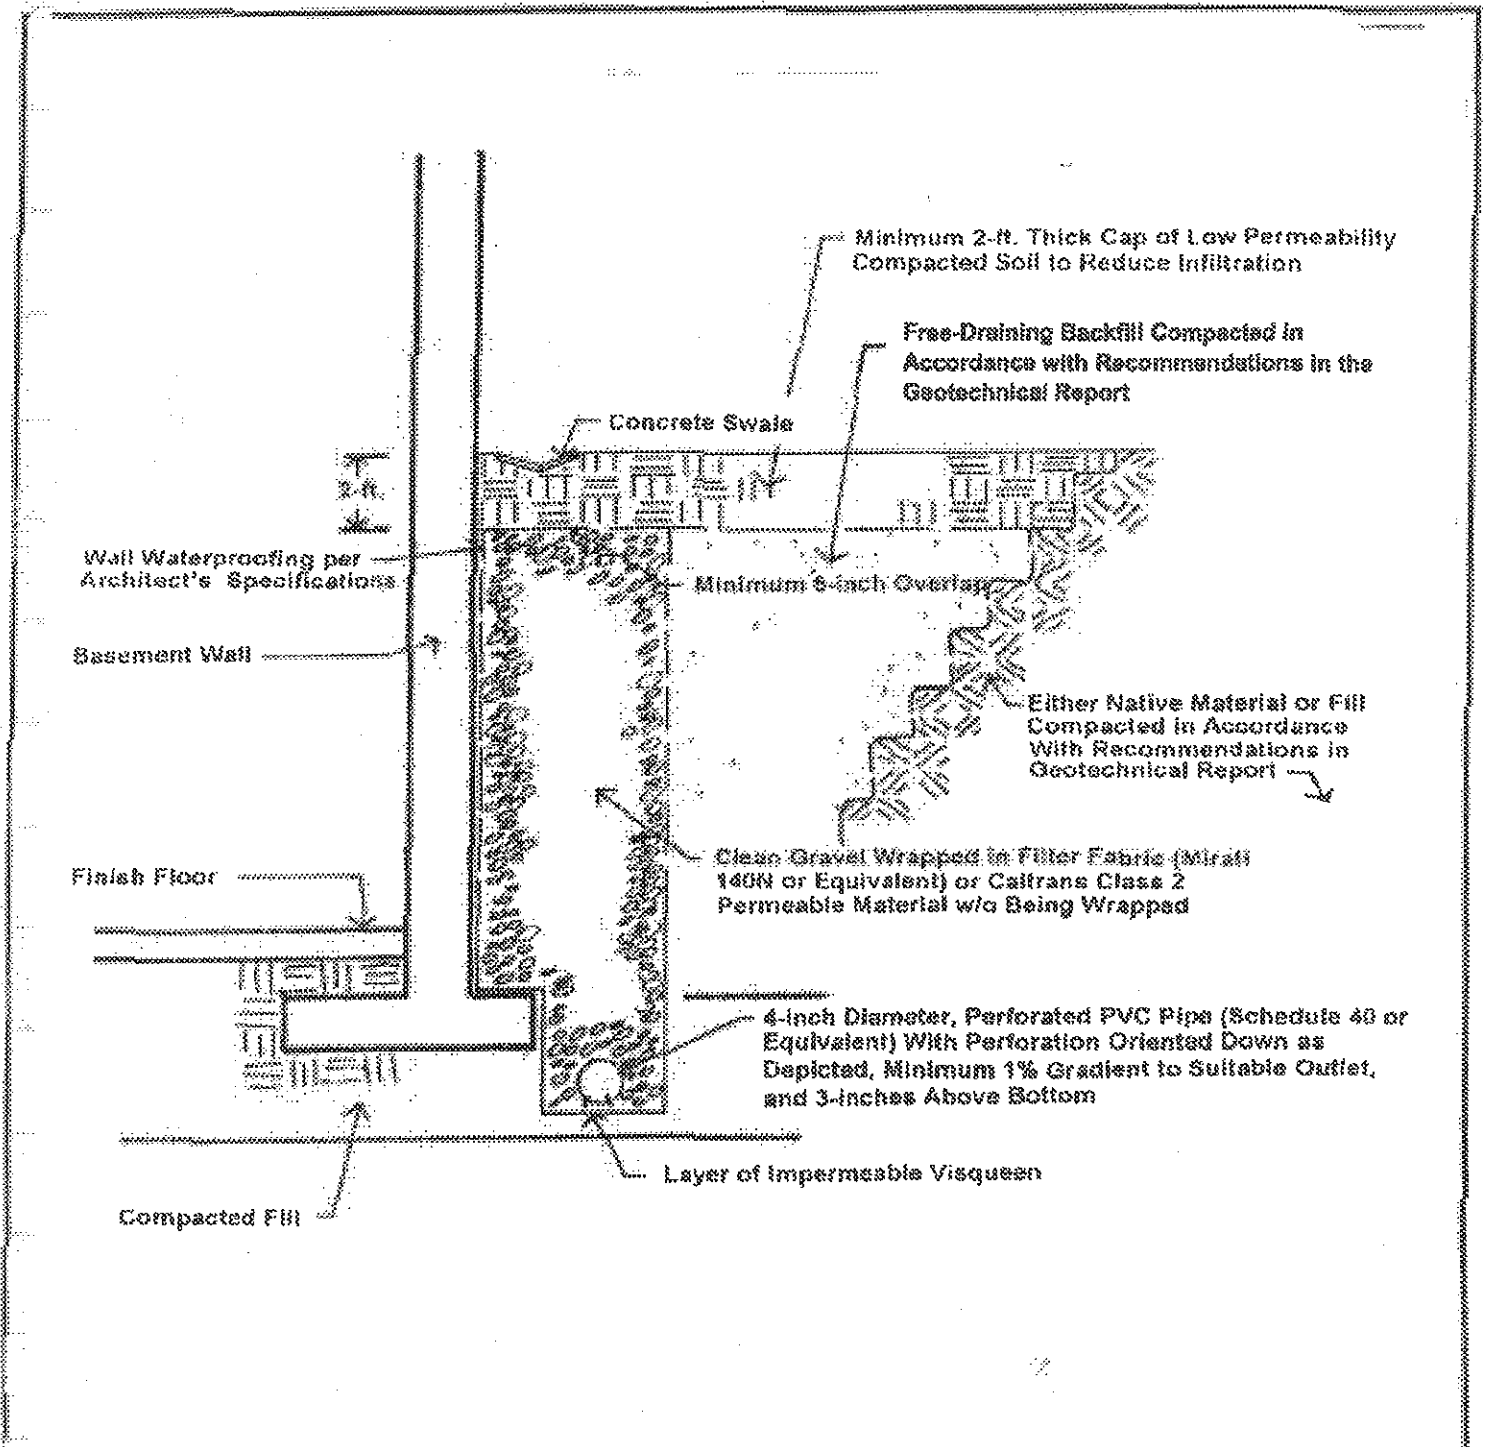 Minimum 2-ft. Thick Cap of Low Permeability
Compacted Soil to Reduce Infiltration
Free-Draining Backfill Compacted in
Accordance with Recommendations in the
Geotechnical Report
Concrete Swale
2-ft.
Wall Waterproofing per
Architect's Specifications
Minimum 6-inch Overlap
Basement Wall
Either Native Material or Fill
Compacted in Accordance
With Recommendations in
Geotechnical Report
Clean Gravel Wrapped in Filter Fabric (Mirafi
140N or Equivalent) or Caltrans Class 2
Permeable Material w/o Being Wrapped
Finish Floor
4-inch Diameter, Perforated PVC Pipe (Schedule 40 or
Equivalent) With Perforation Oriented Down as
Depicted, Minimum 1% Gradient to Suitable Outlet,
and 3-inches Above Bottom
Layer of Impermeable Visqueen
Compacted Fill